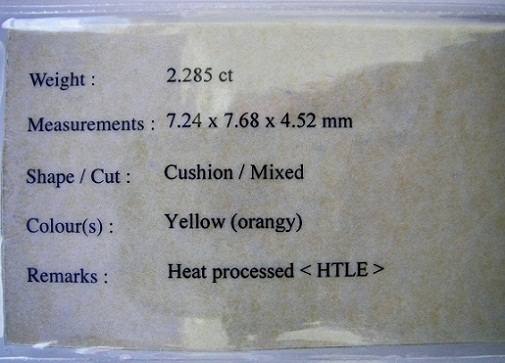 Weight : 2.285 ct
Measurements : 7.24 x 7.68 x 4.52 mm
Shape / Cut : Cushion / Mixed
Colour(s) : Yellow (orangy)
Remarks : Heat processed < HTLE >